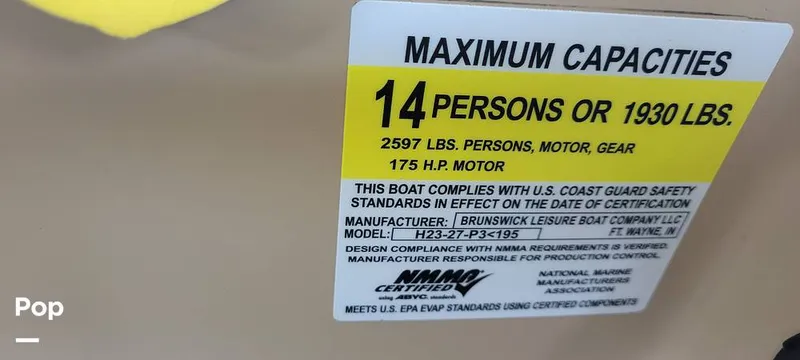 MAXIMUM CAPACITIES
14 PERSONS OR 1930 LBS.
2597 LBS. PERSONS, MOTOR, GEAR
175 H.P. MOTOR
THIS BOAT COMPLIES WITH U.S. COAST GUARD SAFETY
STANDARDS IN EFFECT ON THE DATE OF CERTIFICATION
MANUFACTURER: BRUNSWICK LEISURE BOAT COMPANY LLC
MODEL: H23-27-P3<195 FT. WAYNE, IN
DESIGN COMPLIANCE WITH NMMA REQUIREMENTS IS VERIFIED.
MANUFACTURER RESPONSIBLE FOR PRODUCTION CONTROL.
NMMA
CERTIFIED
using ABYC. standards
NATIONAL MARINE
MANUFACTURERS
ASSOCIATION
MEETS U.S. EPA EVAP STANDARDS USING CERTIFIED COMPONENTS
Pop